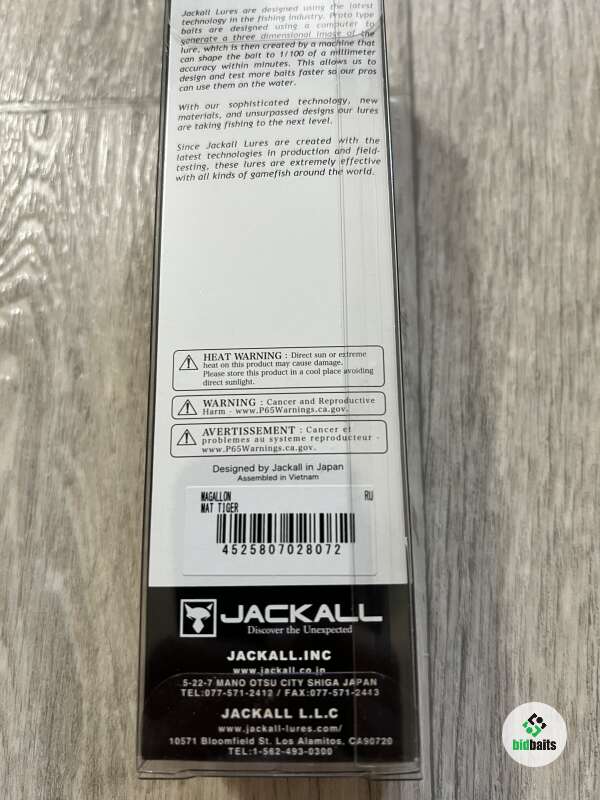 Jackall Lures are designed using the latest
technology in the fishing industry. Proto type
baits are designed using a computer to
generate a three dimensional image of the
lure, which is then created by a machine that
can shape the bait to 1/100 of a millimeter
accuracy within minutes. This allows us to
design and test more baits faster so our pros
can use them on the water.
With our sophisticated technology, new
materials, and unsurpassed designs our lures
are taking fishing to the next level.
Since Jackall Lures are created with the
latest technologies in production and field-
testing, these lures are extremely effective
with all kinds of gamefish around the world.
HEAT WARNING : Direct sun or extreme
heat on this product may cause damage.
Please store this product in a cool place avoiding
direct sunlight.
WARNING : Cancer and Reproductive
Harm - www.P65Warnings.ca.gov.
AVERTISSEMENT : Cancer et
problemes au systeme reproducteur -
www.P65Warnings.ca.gov.
Designed by Jackall in Japan
Assembled in Vietnam
MAGALLON RU
MAT TIGER
4525807028072
JACKALL
Discover the Unexpected
JACKALL.INC
www.jackall.co.jp
5-22-7 MANO OTSU CITY SHIGA JAPAN
TEL:077-571-2412 / FAX:077-571-2443
JACKALL L.L.C
www.jackall-lures.com/
10571 Bloomfield St. Los Alamitos, CA90720
TEL:1-562-493-0300
bidbaits